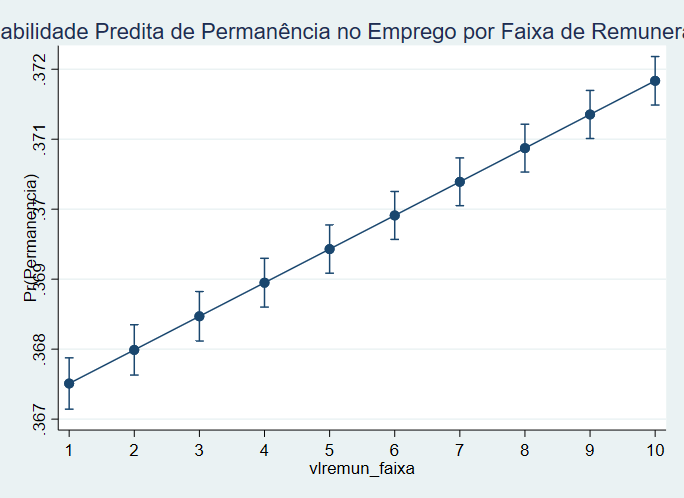 abilidade Predita de Permanência no Emprego por Faixa de Remuner
.372
.371
.37
.369
.368
.367
Pr(Permanencia)
1 2 3 4 5 6 7 8 9 10
vlremun_faixa